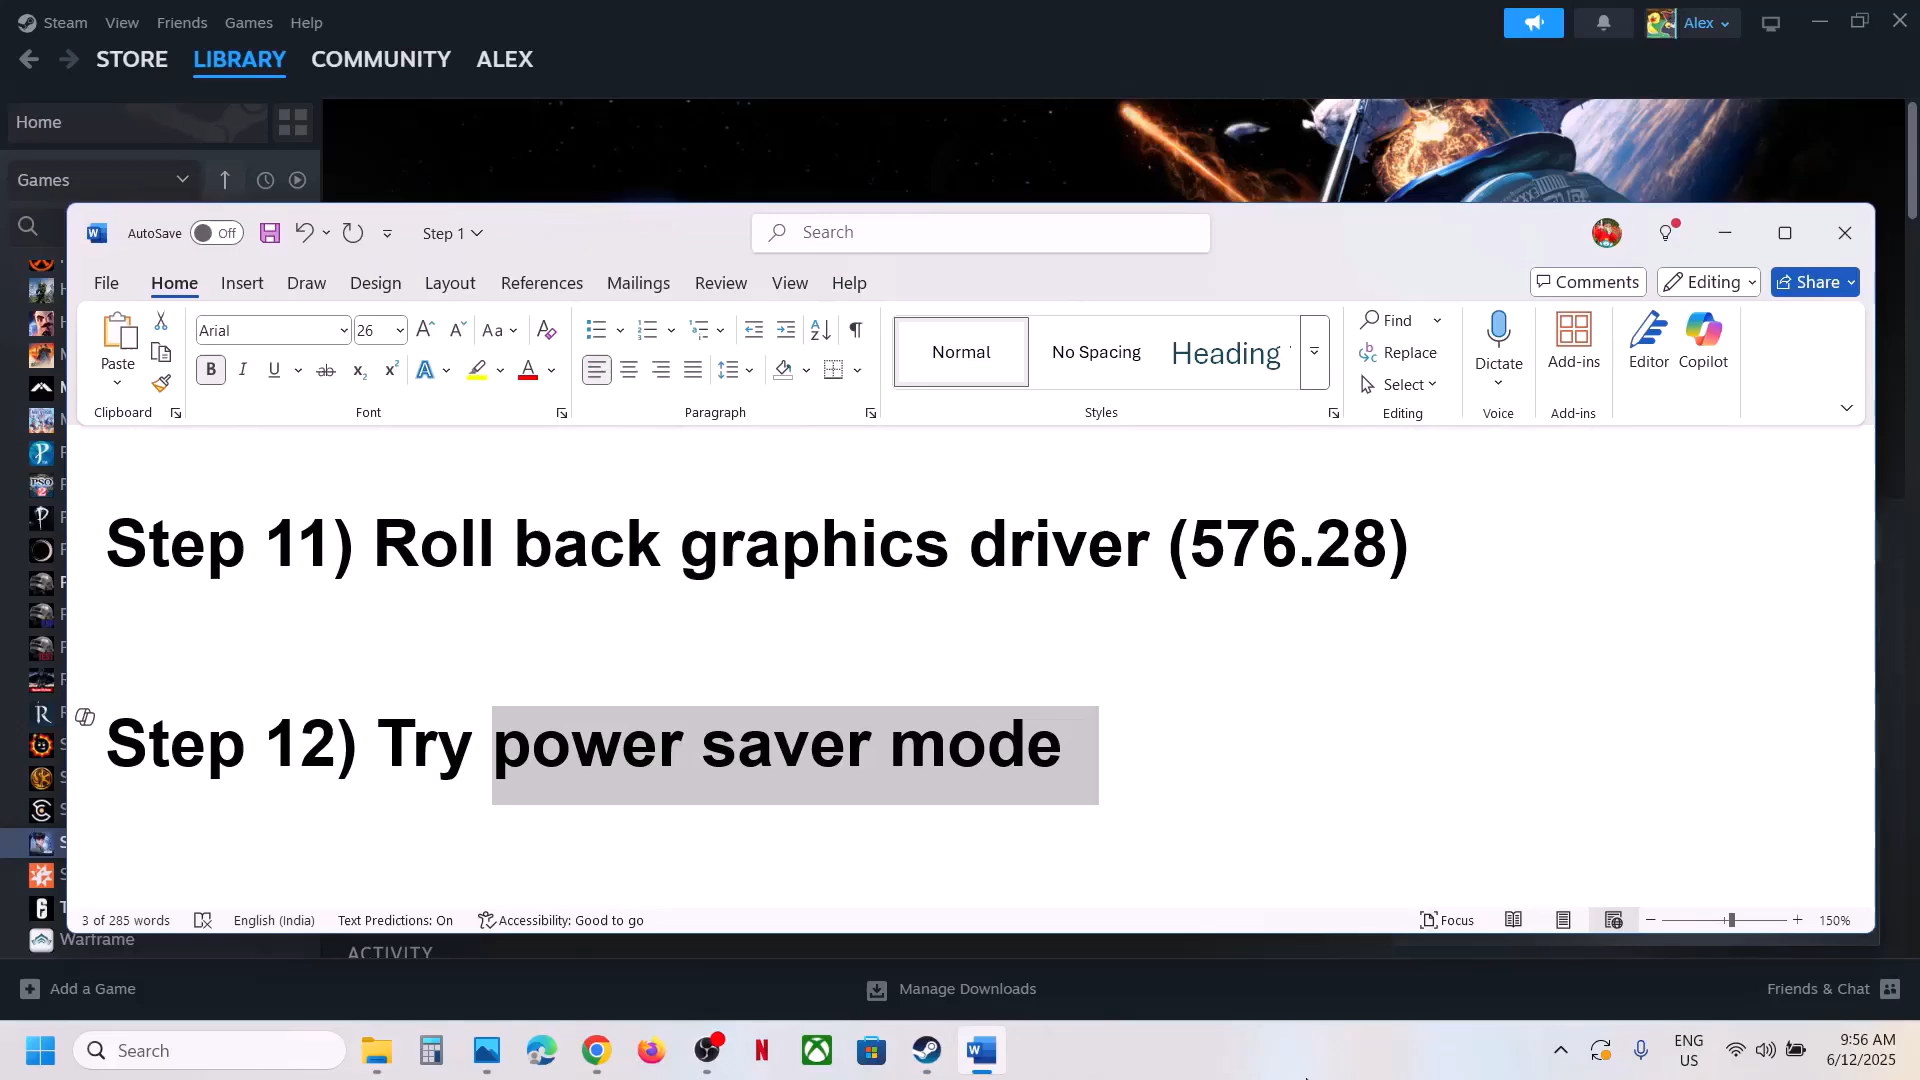 Steam View Friends Games Help
Alex
STORE LIBRARY COMMUNITY ALEX
Home
Games
AutoSave Off Step 1
Search
File Home Insert Draw Design Layout References Mailings Review View Help
Comments Editing Share
Paste
Arial 26
Aa
Normal No Spacing Heading
Find
Replace
Select
Dictate
Add-ins
Editor Copilot
Clipboard Font Paragraph Styles Editing Voice Add-ins
Step 11) Roll back graphics driver (576.28)
Step 12) Try power saver mode
3 of 285 words English (India) Text Predictions: On Accessibility: Good to go Focus 150%
Warframe
ACTIVITY
Add a Game Manage Downloads Friends & Chat
Search
ENG
US
9:56 AM
6/12/2025